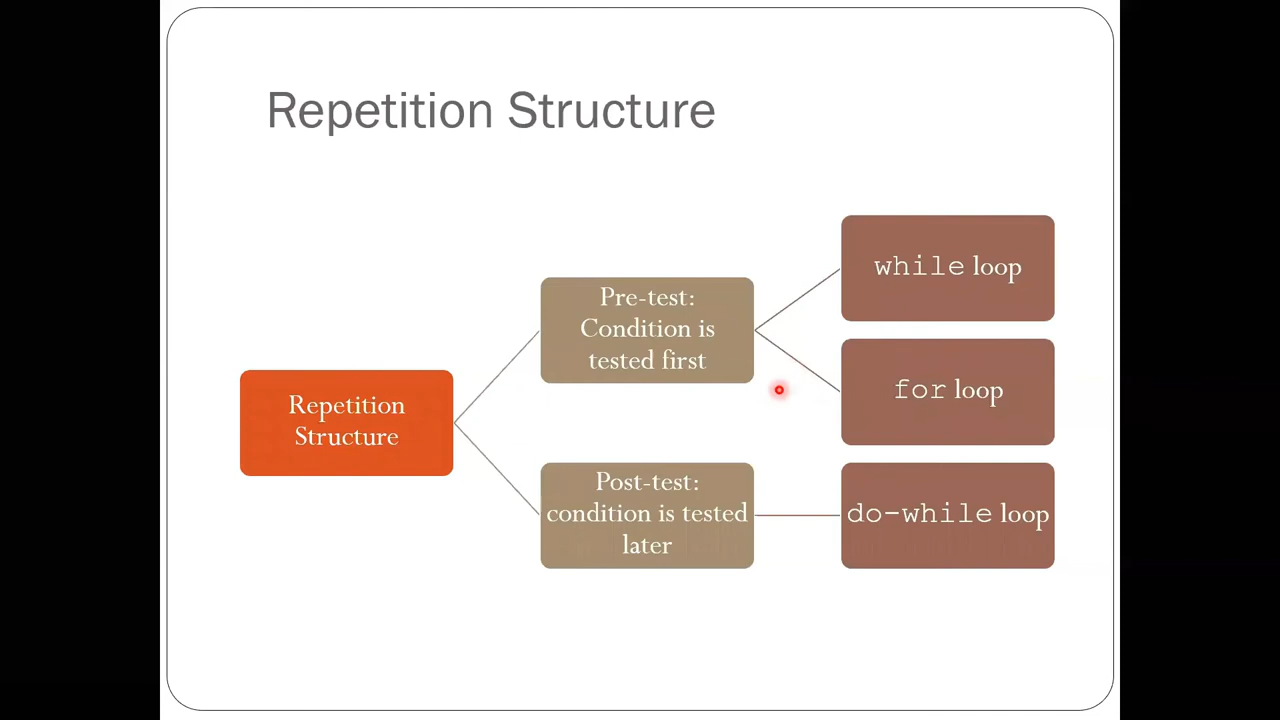 Repetition Structure
Repetition
Structure
Pre-test:
Condition is
tested first
Post-test:
condition is tested
later
while loop
for loop
do-while loop